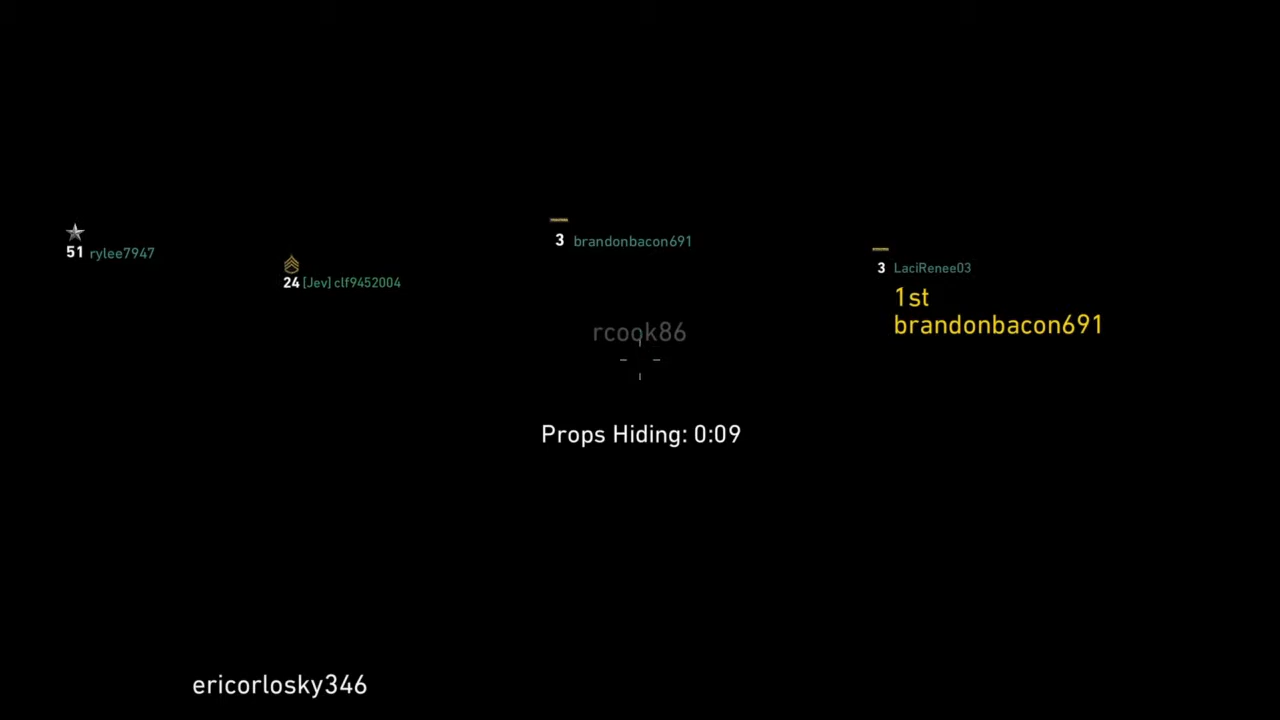 51 rylee7947
24 [Jev] clf9452004
3 brandonbacon691
3 LaciRenee03
1st
brandonbacon691
rcook86
Props Hiding: 0:09
ericorlosky346